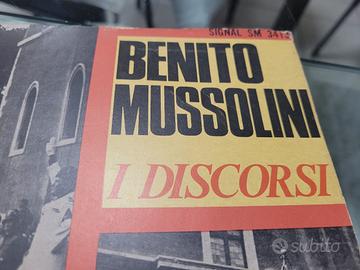 SIGNAL SM 3412
BENITO
MUSSOLINI
I DISCORSI
subito